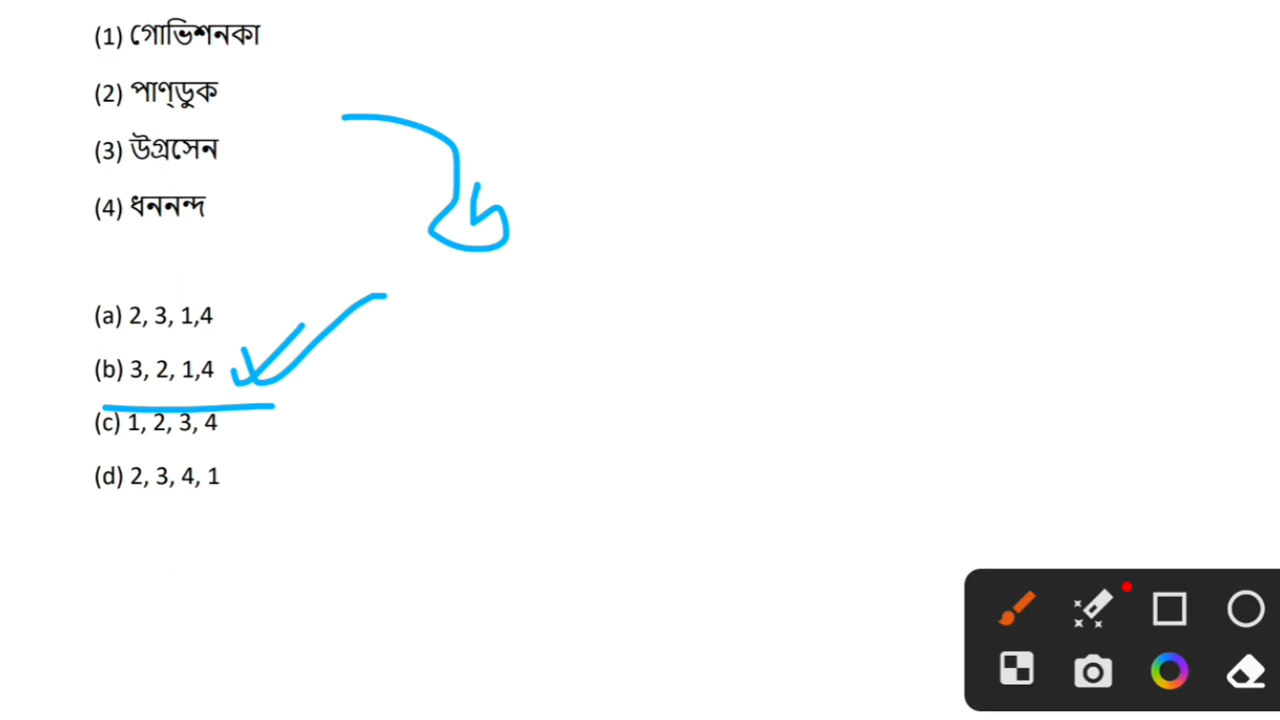 (1) গোভিশনকা
(2) পাণ্ডুক
(3) উগ্রসেন
(4) ধননন্দ
(a) 2, 3, 1,4
(b) 3, 2, 1,4
(c) 1, 2, 3, 4
(d) 2, 3, 4, 1